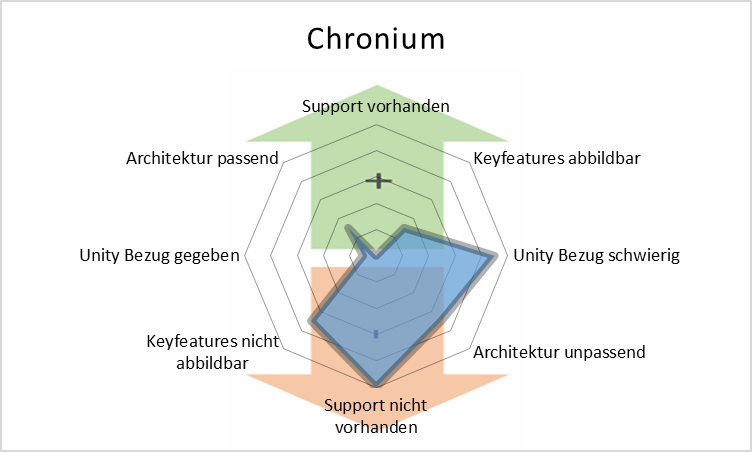 Chronium
Support vorhanden
Architektur passend
Keyfeatures abbildbar
+
Unity Bezug gegeben
Unity Bezug schwierig
-
Keyfeatures nicht
abbildbar
Architektur unpassend
Support nicht
vorhanden